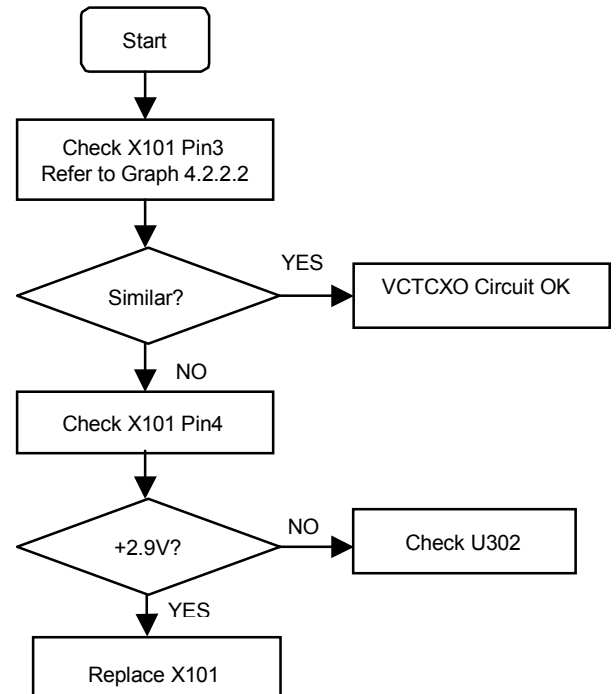 Start
Check X101 Pin3
Refer to Graph 4.2.2.2
Similar?
YES
VCTCXO Circuit OK
NO
Check X101 Pin4
+2.9V?
NO
Check U302
YES
Replace X101